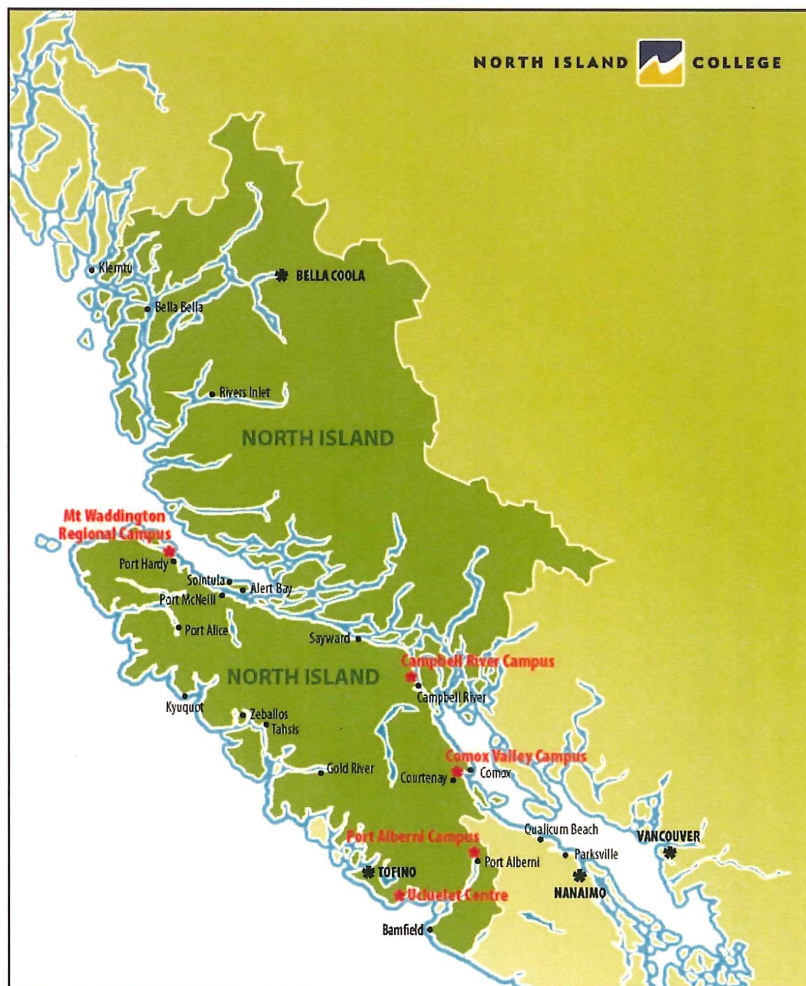 NORTH ISLAND COLLEGE
Klemtu
BELLA COOLA
Bella Bella
Rivers Inlet
NORTH ISLAND
Mt Waddington
Regional Campus
Port Hardy
Sointula
Alert Bay
Port McNeill
Port Alice
Sayward
Campbell River Campus
NORTH ISLAND
Campbell River
Kyuquot
Zeballos
Tahsis
Comox Valley Campus
Gold River
Comox
Courtenay
Port Alberni Campus
Qualicum Beach
VANCOUVER
Parksville
Port Alberni
TOFINO
NANAIMO
Ucluelet Centre
Bamfield